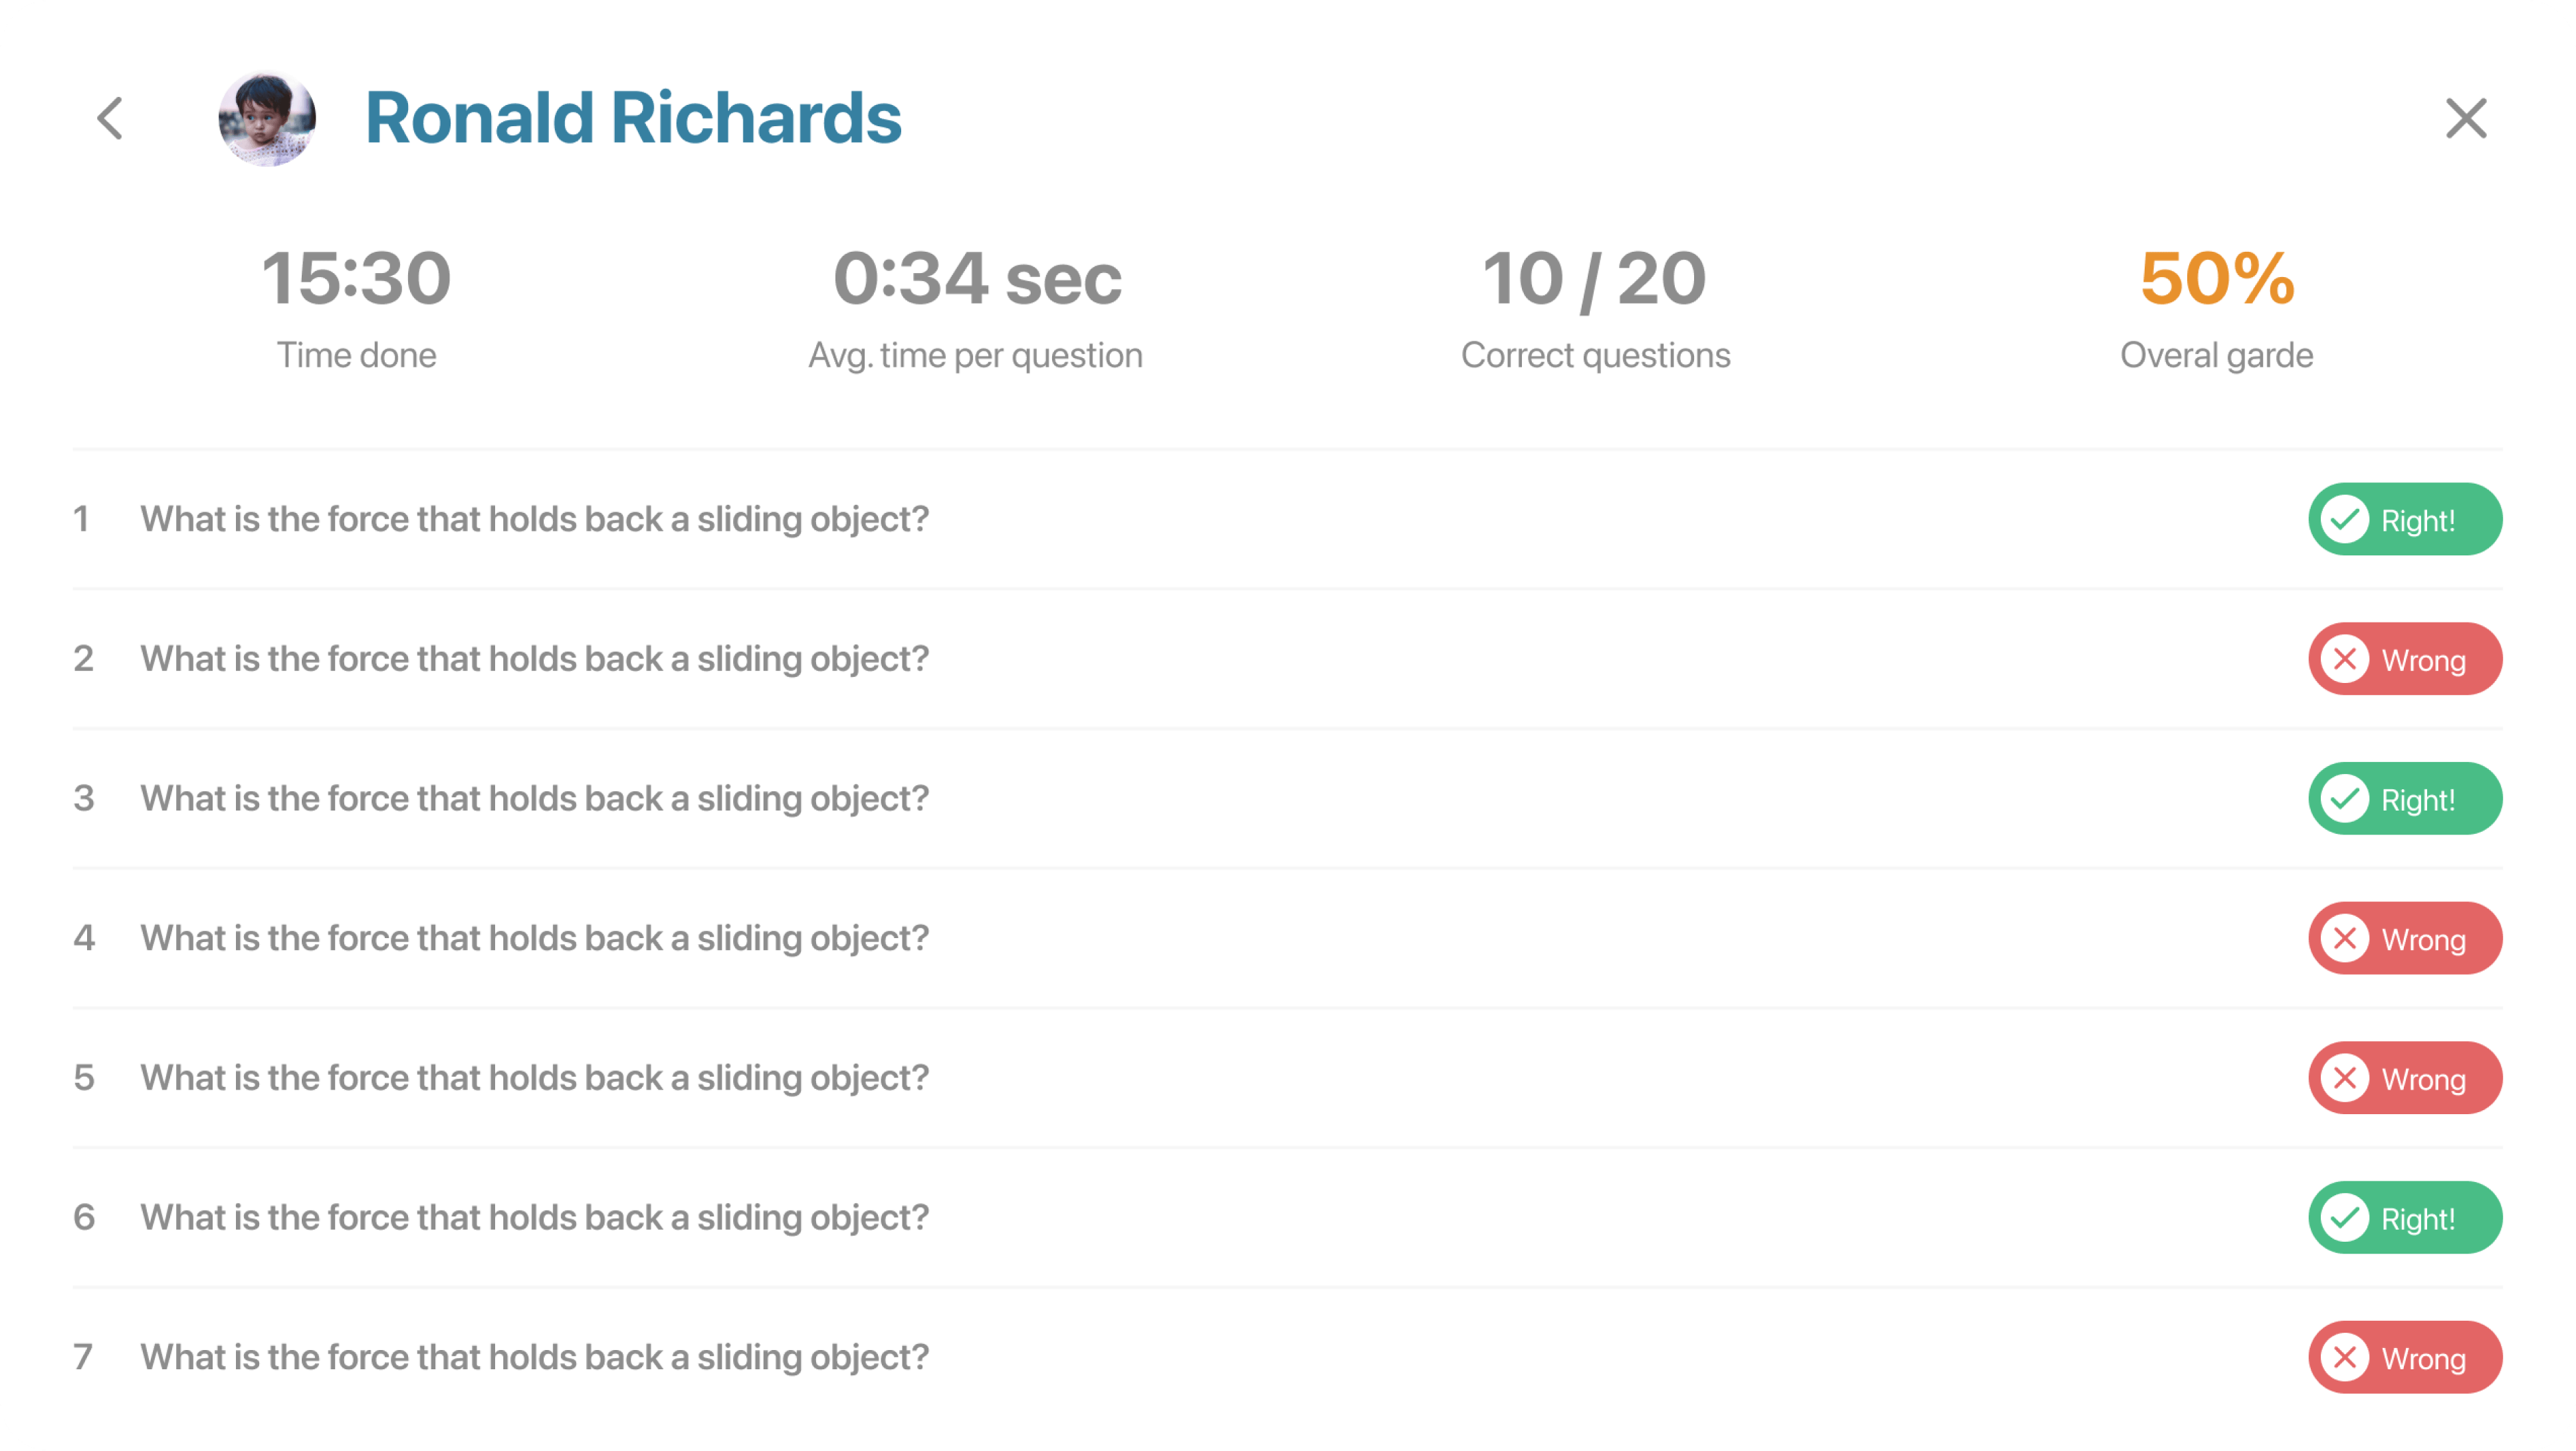 Ronald Richards
15:30
Time done
0:34 sec
Avg. time per question
10 / 20
Correct questions
50%
Overal garde
1 What is the force that holds back a sliding object? Right!
2 What is the force that holds back a sliding object? Wrong
3 What is the force that holds back a sliding object? Right!
4 What is the force that holds back a sliding object? Wrong
5 What is the force that holds back a sliding object? Wrong
6 What is the force that holds back a sliding object? Right!
7 What is the force that holds back a sliding object? Wrong